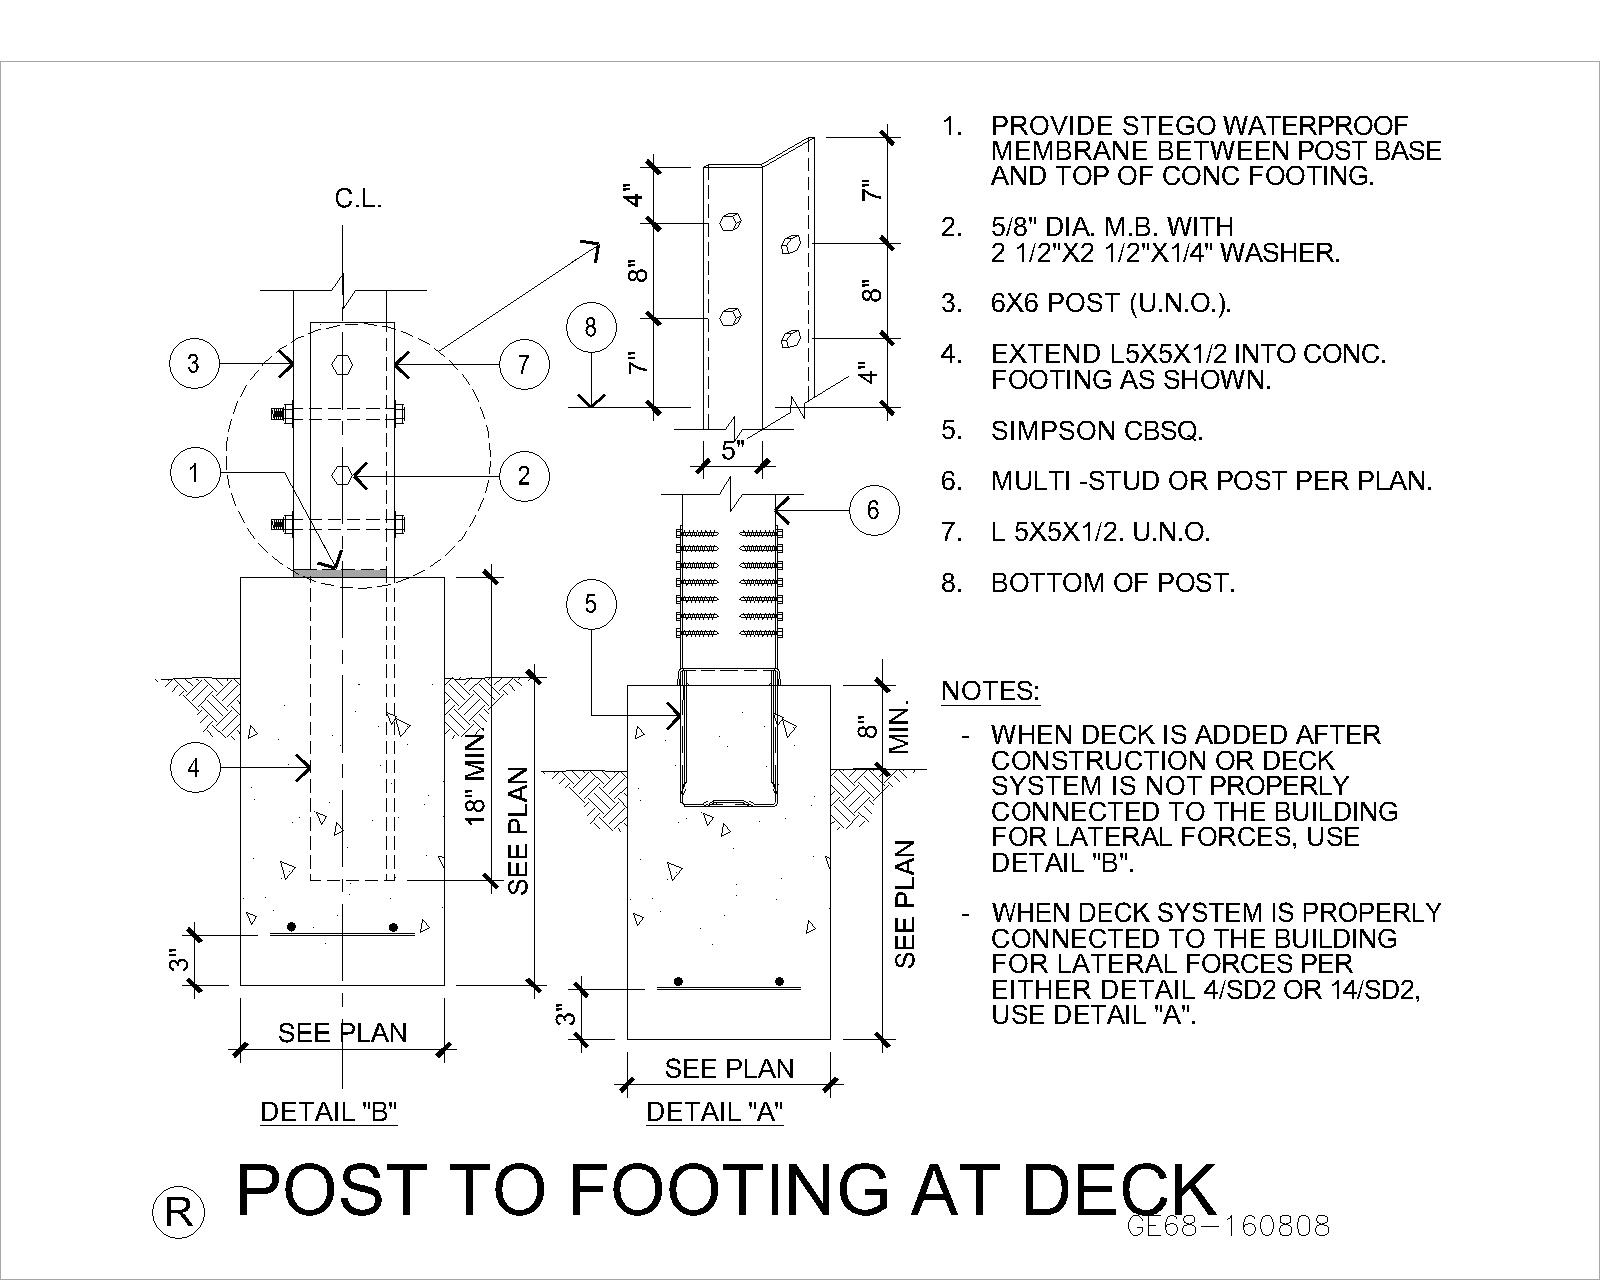 C.L.
4"
8"
7"
7"
8"
4"
5"
3
7
1
2
8
6
5
4
18" MIN.
SEE PLAN
3"
SEE PLAN
DETAIL "B"
8"
MIN.
SEE PLAN
3"
SEE PLAN
DETAIL "A"
1. PROVIDE STEGO WATERPROOF
MEMBRANE BETWEEN POST BASE
AND TOP OF CONC FOOTING.
2. 5/8" DIA. M.B. WITH
2 1/2"X2 1/2"X1/4" WASHER.
3. 6X6 POST (U.N.O.).
4. EXTEND L5X5X1/2 INTO CONC.
FOOTING AS SHOWN.
5. SIMPSON CBSQ.
6. MULTI -STUD OR POST PER PLAN.
7. L 5X5X1/2. U.N.O.
8. BOTTOM OF POST.
NOTES:
- WHEN DECK IS ADDED AFTER
CONSTRUCTION OR DECK
SYSTEM IS NOT PROPERLY
CONNECTED TO THE BUILDING
FOR LATERAL FORCES, USE
DETAIL "B".
- WHEN DECK SYSTEM IS PROPERLY
CONNECTED TO THE BUILDING
FOR LATERAL FORCES PER
EITHER DETAIL 4/SD2 OR 14/SD2,
USE DETAIL "A".
R POST TO FOOTING AT DECK
GE68-160808